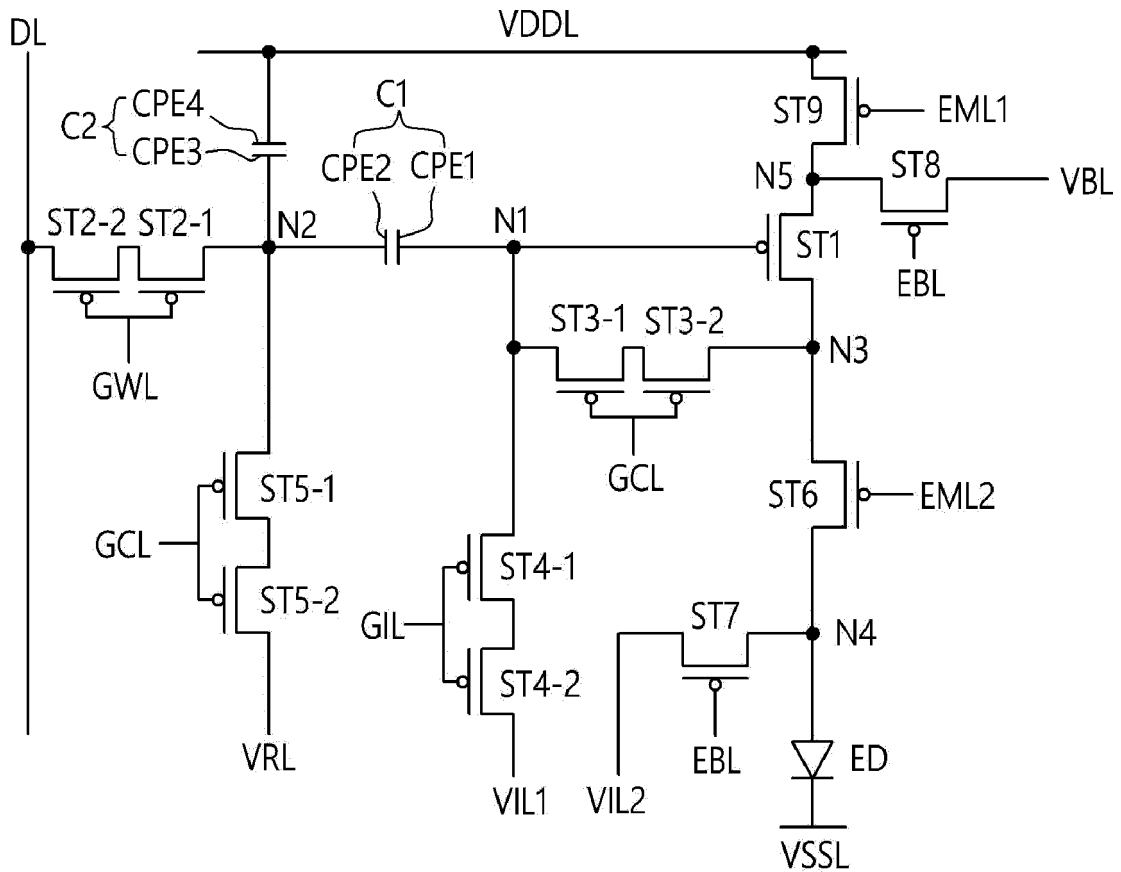 DL
VDDL
C1
C2
CPE4
CPE3
CPE2
CPE1
ST9
EML1
N5
ST8
VBL
ST2-2
ST2-1
N2
N1
ST1
EBL
ST3-1
ST3-2
N3
GWL
GCL
ST5-1
ST6
EML2
GCL
ST4-1
ST5-2
GIL
ST7
N4
ST4-2
VRL
EBL
ED
VIL1
VIL2
VSSL